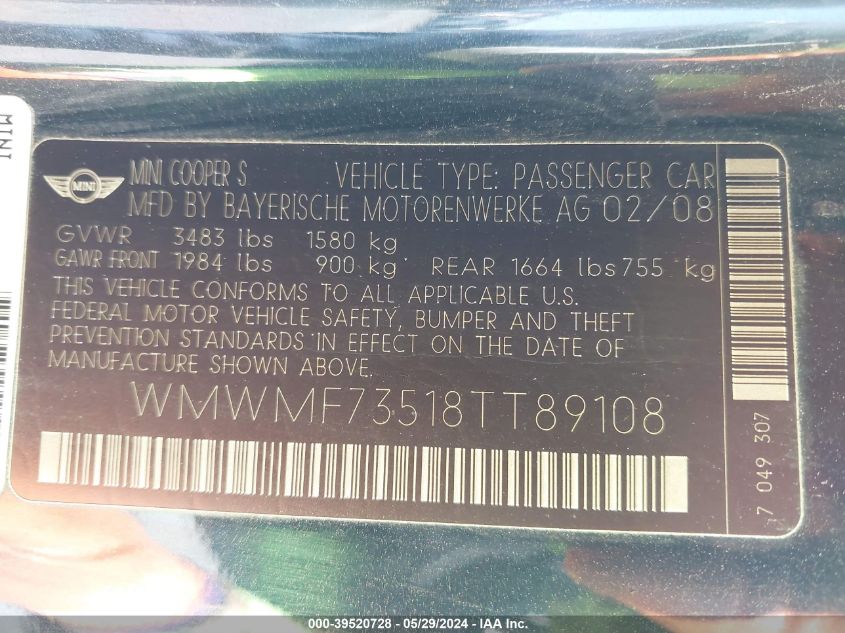 MINI
MINI
MINI COOPER S VEHICLE TYPE: PASSENGER CAR
MFD BY BAYERISCHE MOTORENWERKE AG 02/08
GVWR 3483 lbs 1580 kg
GAWR FRONT 1984 lbs 900 kg, REAR 1664 lbs 755 kg
THIS VEHICLE CONFORMS TO ALL APPLICABLE U.S.
FEDERAL MOTOR VEHICLE SAFETY, BUMPER AND THEFT
PREVENTION STANDARDS IN EFFECT ON THE DATE OF
MANUFACTURE SHOWN ABOVE.
WMWMF73518TT89108
7 049 307
000-39520728 - 05/29/2024 - IAA Inc.